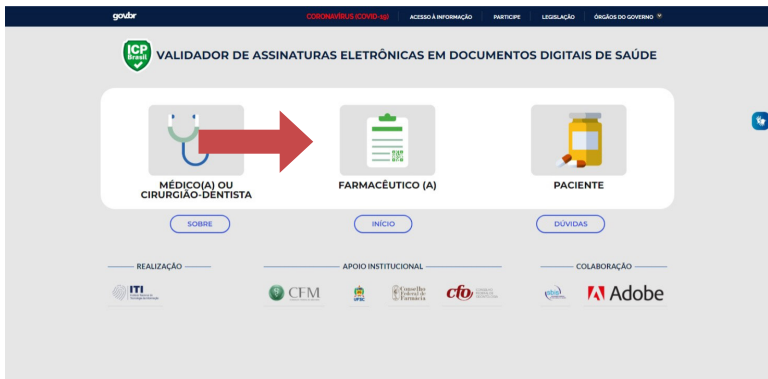 govbr
CORONAVÍRUS (COVID-19) ACESSO À INFORMAÇÃO PARTICIPE LEGISLAÇÃO ÓRGÃOS DO GOVERNO
ICP
Brasil
VALIDADOR DE ASSINATURAS ELETRÔNICAS EM DOCUMENTOS DIGITAIS DE SAÚDE
MÉDICO(A) OU
CIRURGIÃO-DENTISTA
FARMACÊUTICO (A)
PACIENTE
SOBRE
INÍCIO
DÚVIDAS
REALIZAÇÃO
APOIO INSTITUCIONAL
COLABORAÇÃO
ITI
CFM
UFSC
Conselho
Federal de
Farmácia
cfo
Adobe